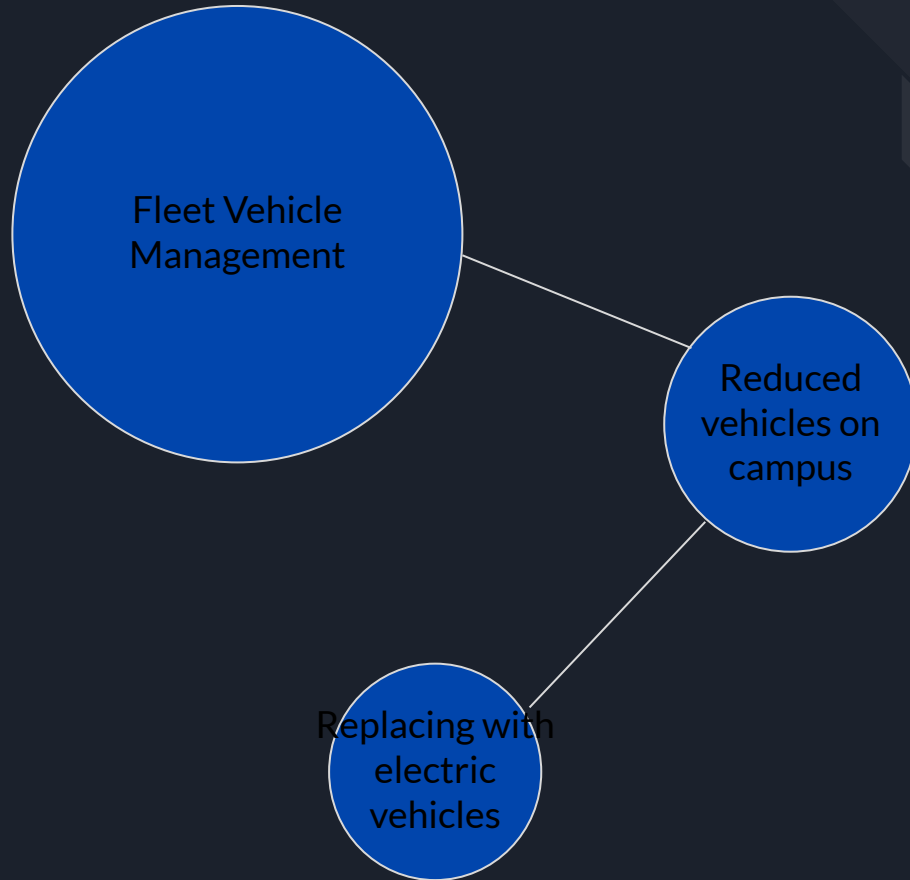 Fleet Vehicle
Management
Reduced
vehicles on
campus
Replacing with
electric
vehicles